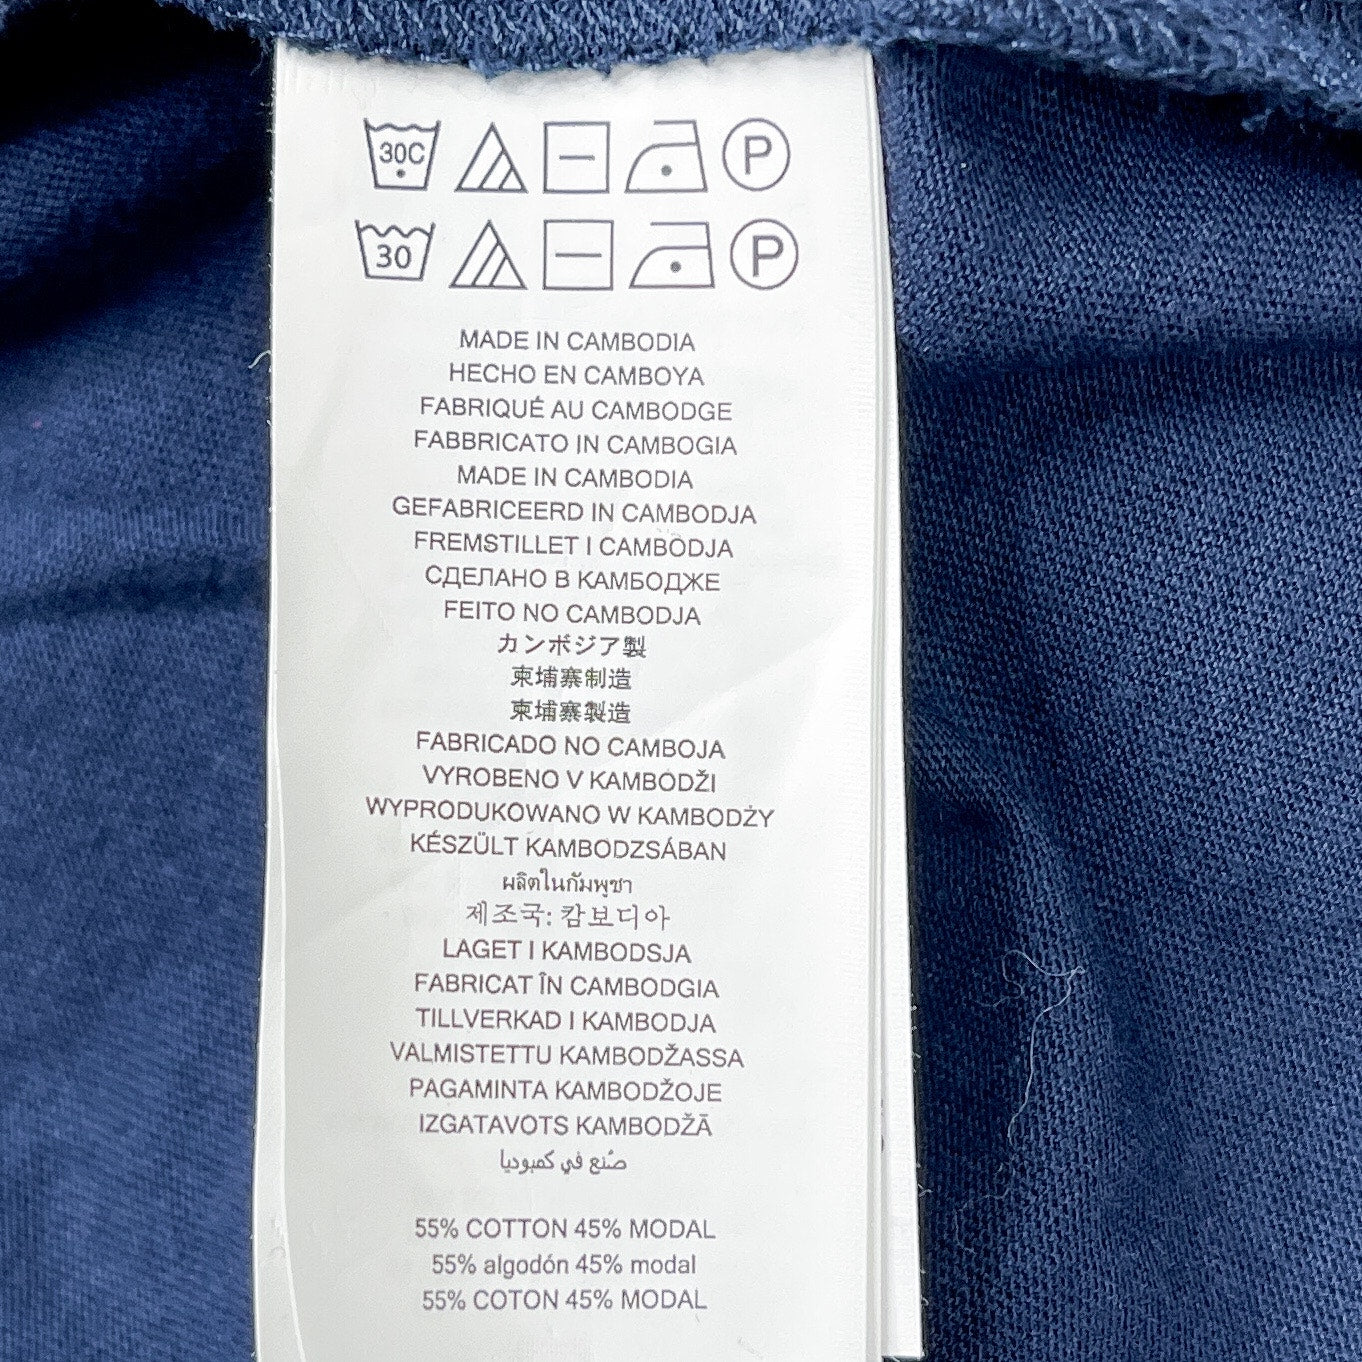 30C P
30 P
MADE IN CAMBODIA
HECHO EN CAMBOYA
FABRIQUÉ AU CAMBODGE
FABBRICATO IN CAMBOGIA
MADE IN CAMBODIA
GEFABRICEERD IN CAMBODJA
FREMSTILLET I CAMBODJA
СДЕЛАНО В КАМБОДЖЕ
FEITO NO CAMBODJA
カンボジア製
柬埔寨制造
柬埔寨製造
FABRICADO NO CAMBOJA
VYROBENO V KAMBODŽI
WYPRODUKOWANO W KAMBODŻY
KÉSZÜLT KAMBODZSÁBAN
ผลิตในกัมพูชา
제조국: 캄보디아
LAGET I KAMBODSJA
FABRICAT ÎN CAMBODGIA
TILLVERKAD I KAMBODJA
VALMISTETTU KAMBODŽASSA
PAGAMINTA KAMBODŽOJE
IZGATAVOTS KAMBODŽĀ
صُنع في كمبوديا
55% COTTON 45% MODAL
55% algodón 45% modal
55% COTON 45% MODAL